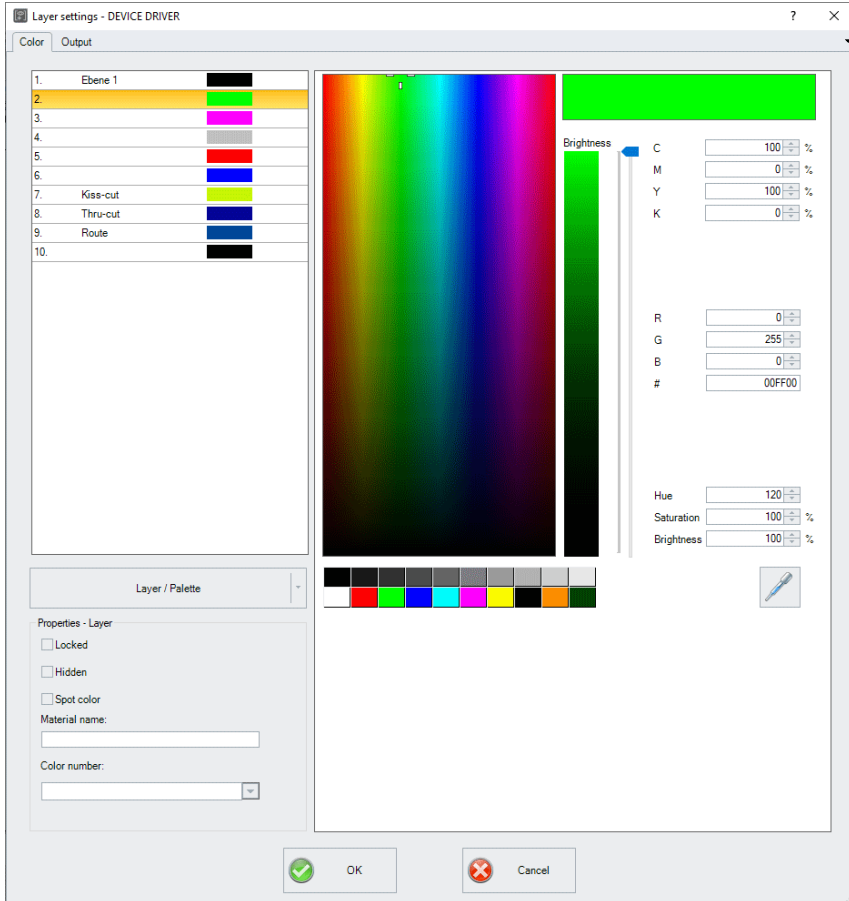 Layer settings - DEVICE DRIVER
?
Color Output
1. Ebene 1
2.
3.
4.
5.
6.
7. Kiss-cut
8. Thru-cut
9. Route
10.
Layer / Palette
Properties - Layer
Locked
Hidden
Spot color
Material name:
Color number:
Brightness
C 100 %
M 0 %
Y 100 %
K 0 %
R 0
G 255
B 0
# 00FF00
Hue 120
Saturation 100 %
Brightness 100 %
OK
Cancel